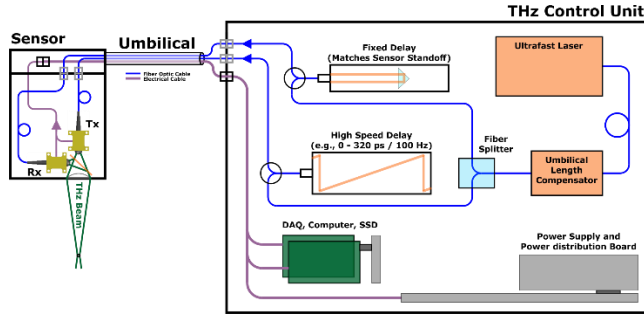 THz Control Unit
Sensor
Umbilical
Fiber Optic Cable
Electrical Cable
Fixed Delay
(Matches Sensor Standoff)
Ultrafast Laser
Tx
High Speed Delay
(e.g., 0 - 320 ps / 100 Hz)
Fiber
Splitter
Umbilical
Length
Compensator
Rx
THz Beam
DAQ, Computer, SSD
Power Supply and
Power distribution Board